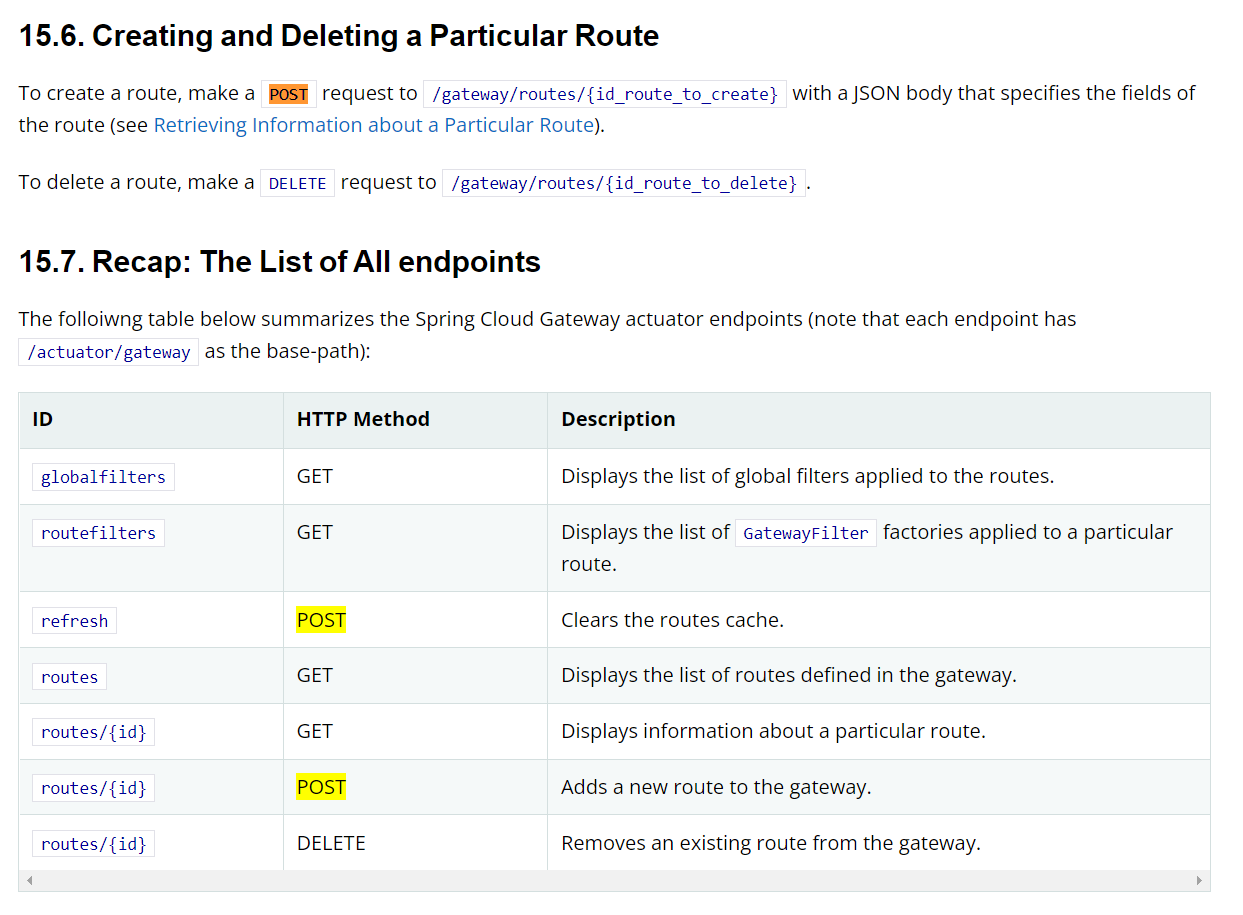 15.6. Creating and Deleting a Particular Route
To create a route, make a POST request to /gateway/routes/{id_route_to_create} with a JSON body that specifies the fields of
the route (see Retrieving Information about a Particular Route).
To delete a route, make a DELETE request to /gateway/routes/{id_route_to_delete} .
15.7. Recap: The List of All endpoints
The folloiwng table below summarizes the Spring Cloud Gateway actuator endpoints (note that each endpoint has
/actuator/gateway as the base-path):
ID HTTP Method Description
globalfilters GET Displays the list of global filters applied to the routes.
routefilters GET Displays the list of GatewayFilter factories applied to a particular
route.
refresh POST Clears the routes cache.
routes GET Displays the list of routes defined in the gateway.
routes/{id} GET Displays information about a particular route.
routes/{id} POST Adds a new route to the gateway.
routes/{id} DELETE Removes an existing route from the gateway.